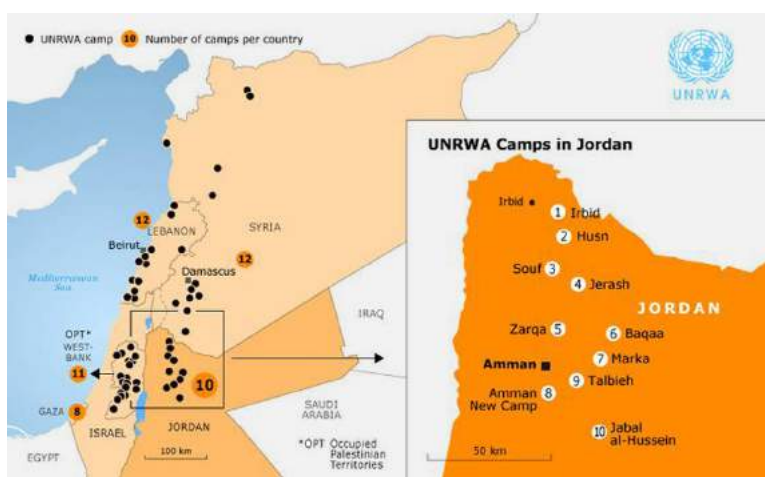 UNRWA camp 10 Number of camps per country
UNRWA
12
LEBANON
Beirut
SYRIA
12
Damascus
Mediterranean
Sea
IRAQ
OPT*
WEST-
BANK
11
10
GAZA 8
ISRAEL
JORDAN
SAUDI
ARABIA
EGYPT
100 km
*OPT Occupied
Palestinian
Territories
UNRWA Camps in Jordan
Irbid
1 Irbid
2 Husn
Souf 3
4 Jerash
JORDAN
Zarqa 5
6 Baqaa
7 Marka
Amman
9 Talbieh
Amman 8
New Camp
10 Jabal
al-Hussein
50 km